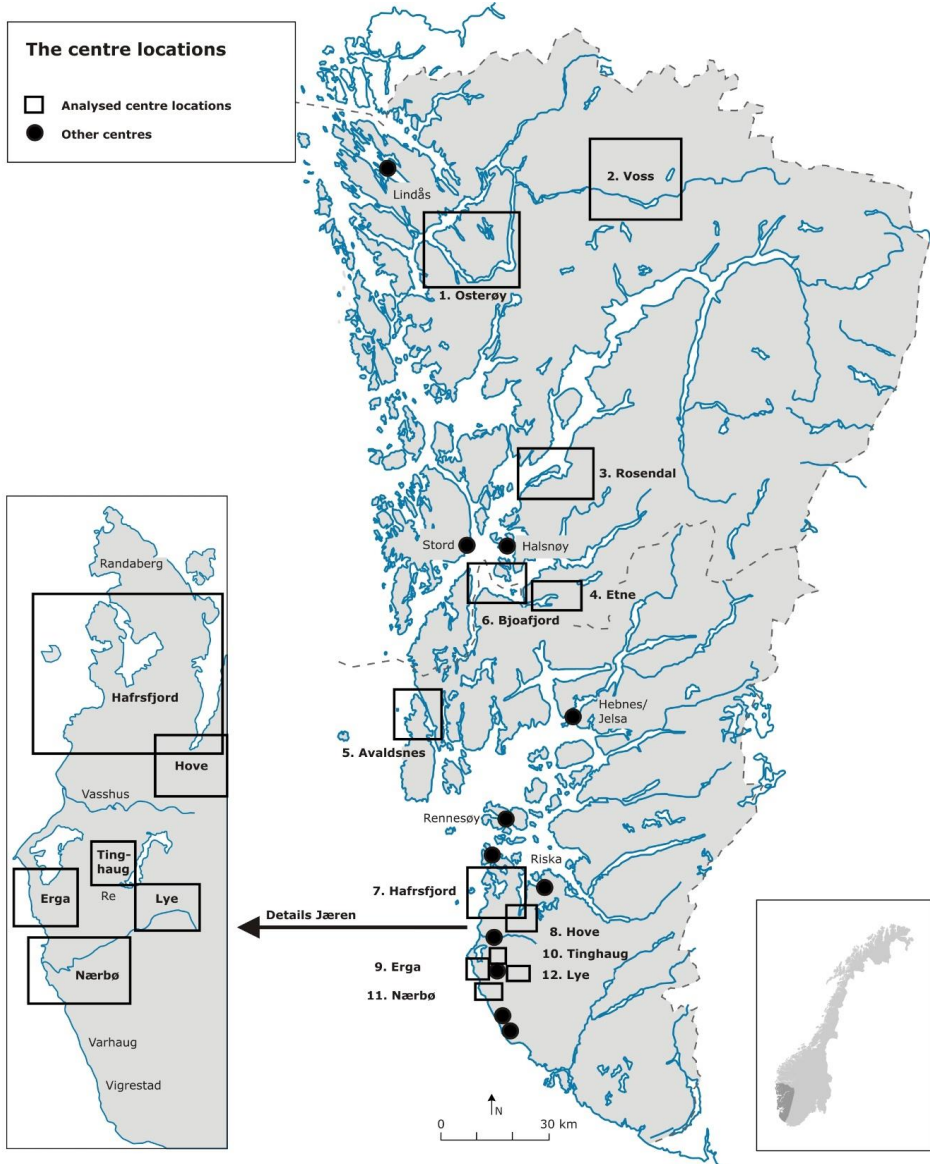 The centre locations
Analysed centre locations
Other centres
Lindås
2. Voss
1. Osterøy
3. Rosendal
Stord
Halsnøy
4. Etne
6. Bjoafjord
Hebnes/
Jelsa
5. Avaldsnes
Rennesøy
Riska
7. Hafrsfjord
8. Hove
10. Tinghaug
9. Erga
12. Lye
11. Nærbø
Details Jæren
Randaberg
Hafrsfjord
Hove
Vasshus
Ting-
haug
Erga
Re
Lye
Nærbø
Varhaug
Vigrestad
N
0 30 km